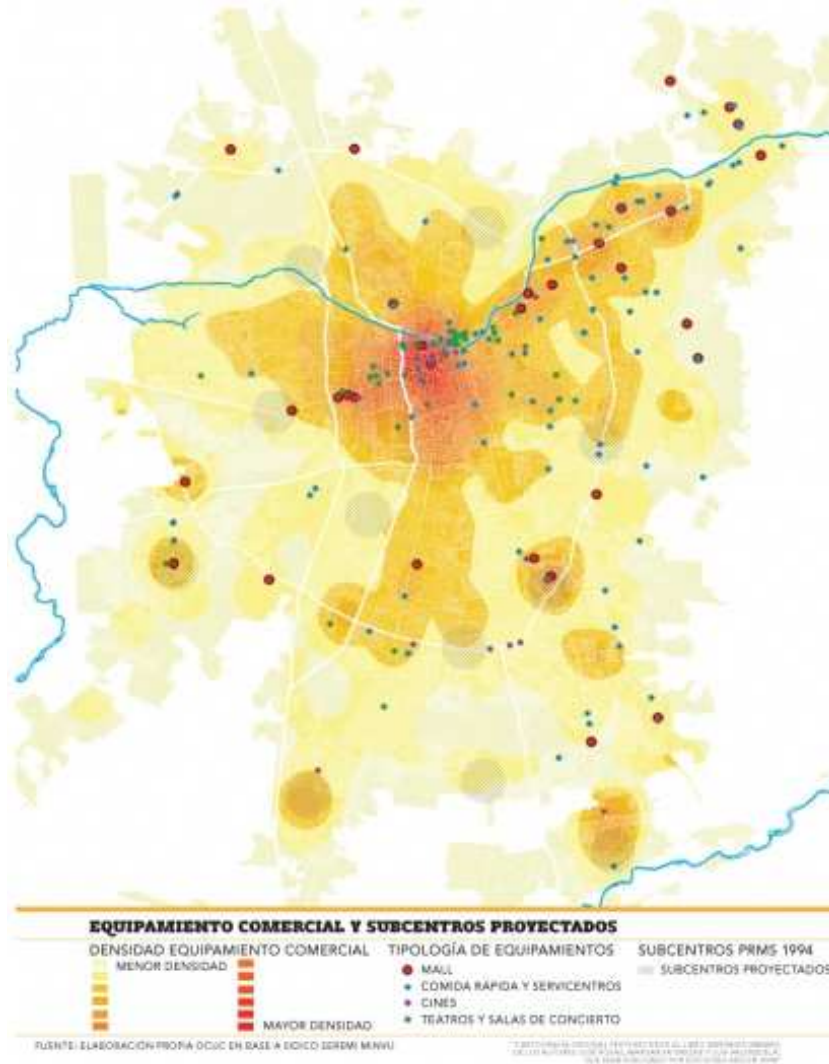 EQUIPAMIENTO COMERCIAL Y SUBCENTROS PROYECTADOS
DENSIDAD EQUIPAMIENTO COMERCIAL
MENOR DENSIDAD
MAYOR DENSIDAD
TIPOLOGÍA DE EQUIPAMIENTOS
MALL
COMIDA RÁPIDA Y SERVICENTROS
CINES
TEATROS Y SALAS DE CONCIERTO
SUBCENTROS PRMS 1994
SUBCENTROS PROYECTADOS
FUENTE: ELABORACIÓN PROPIA OCUC EN BASE A SEREMI MINVU